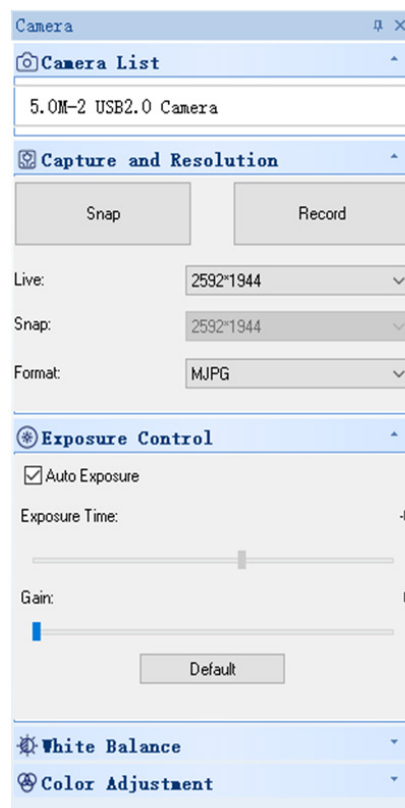 Camera
Camera List
5.0M-2 USB2.0 Camera
Capture and Resolution
Snap Record
Live: 2592*1944
Snap: 2592*1944
Format: MJPG
Exposure Control
Auto Exposure
Exposure Time:
Gain:
Default
White Balance
Color Adjustment